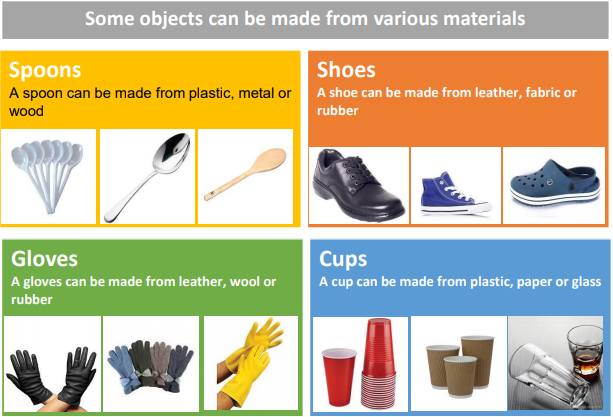 Some objects can be made from various materials
Spoons
A spoon can be made from plastic, metal or
wood
Shoes
A shoe can be made from leather, fabric or
rubber
Gloves
A gloves can be made from leather, wool or
rubber
Cups
A cup can be made from plastic, paper or glass